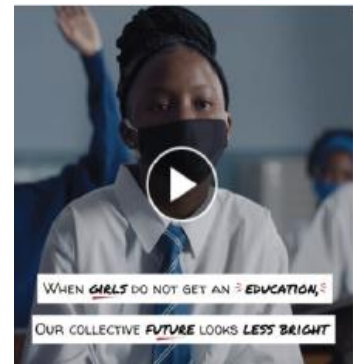 WHEN GIRLS DO NOT GET AN EDUCATION,
OUR COLLECTIVE FUTURE LOOKS LESS BRIGHT